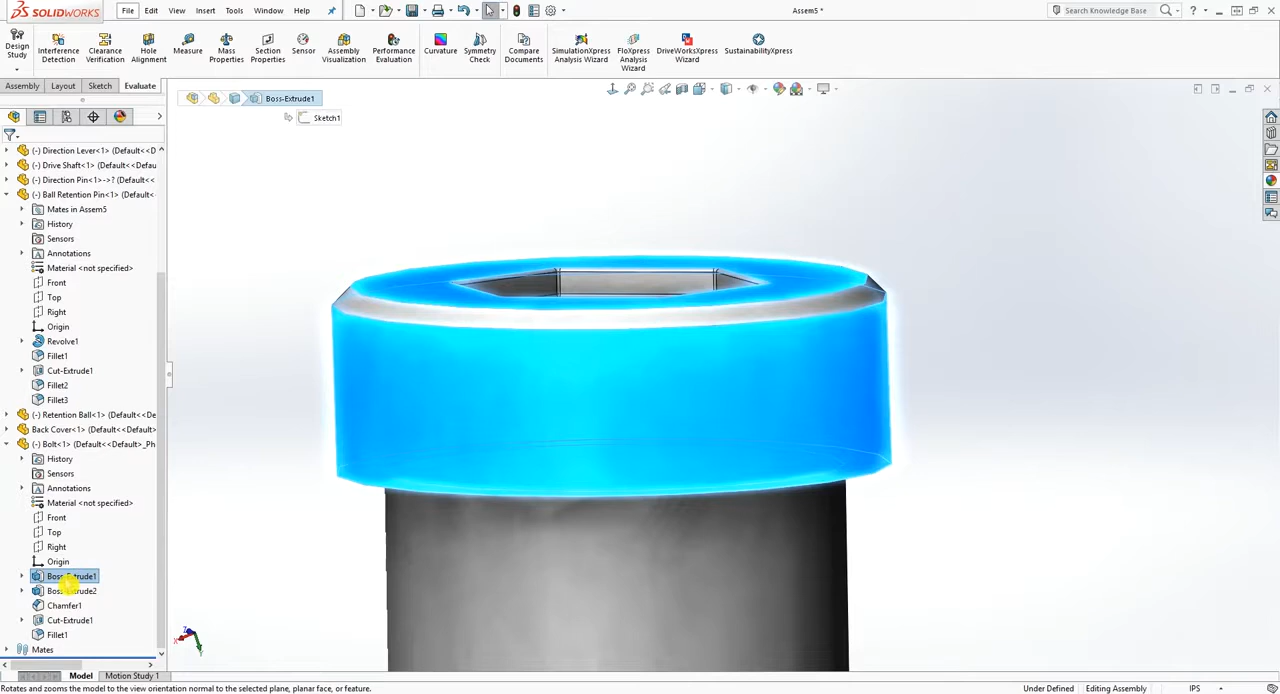 SOLIDWORKS
File Edit View Insert Tools Window Help
Assem5 *
Search Knowledge Base
Design Study
Interference Detection
Clearance Verification
Hole Alignment
Measure
Mass Properties
Section Properties
Sensor
Assembly Visualization
Performance Evaluation
Curvature
Symmetry Check
Compare Documents
SimulationXpress Analysis Wizard
FloXpress Analysis Wizard
DriveWorksXpress Wizard
SustainabilityXpress
Assembly Layout Sketch Evaluate
Boss-Extrude1
Sketch1
(-) Direction Lever<1> (Default<<D
(-) Drive Shaft<1> (Default<<Defau
(-) Direction Pin<1>->? (Default<<
(-) Ball Retention Pin<1> (Default<
Mates in Assem5
History
Sensors
Annotations
Material <not specified>
Front
Top
Right
Origin
Revolve1
Fillet1
Cut-Extrude1
Fillet2
Fillet3
(-) Retention Ball<1> (Default<<De
Back Cover<1> (Default<<Default>
(-) Bolt<1> (Default<<Default>_Ph
History
Sensors
Annotations
Material <not specified>
Front
Top
Right
Origin
Boss-Extrude1
Boss-Extrude2
Chamfer1
Cut-Extrude1
Fillet1
Mates
Z
X
Y
Model Motion Study 1
Rotates and zooms the model to the view orientation normal to the selected plane, planar face, or feature.
Under Defined Editing Assembly IPS